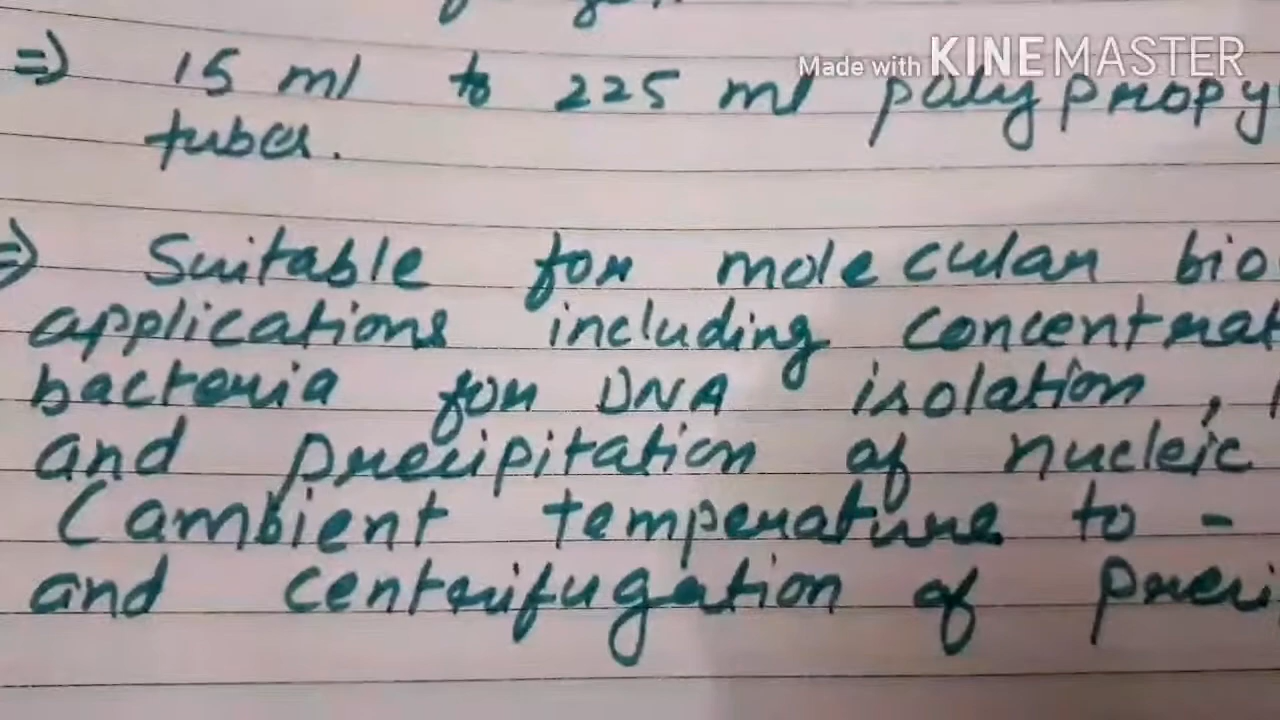 => 15 ml to 225 ml polypropy
tubes.
=> Suitable for molecular bio
applications including concentrat
bacteria for DNA isolation,
and precipitation of nucleic
(ambient temperature to -
and centrifugation of preci
Made with KINEMASTER